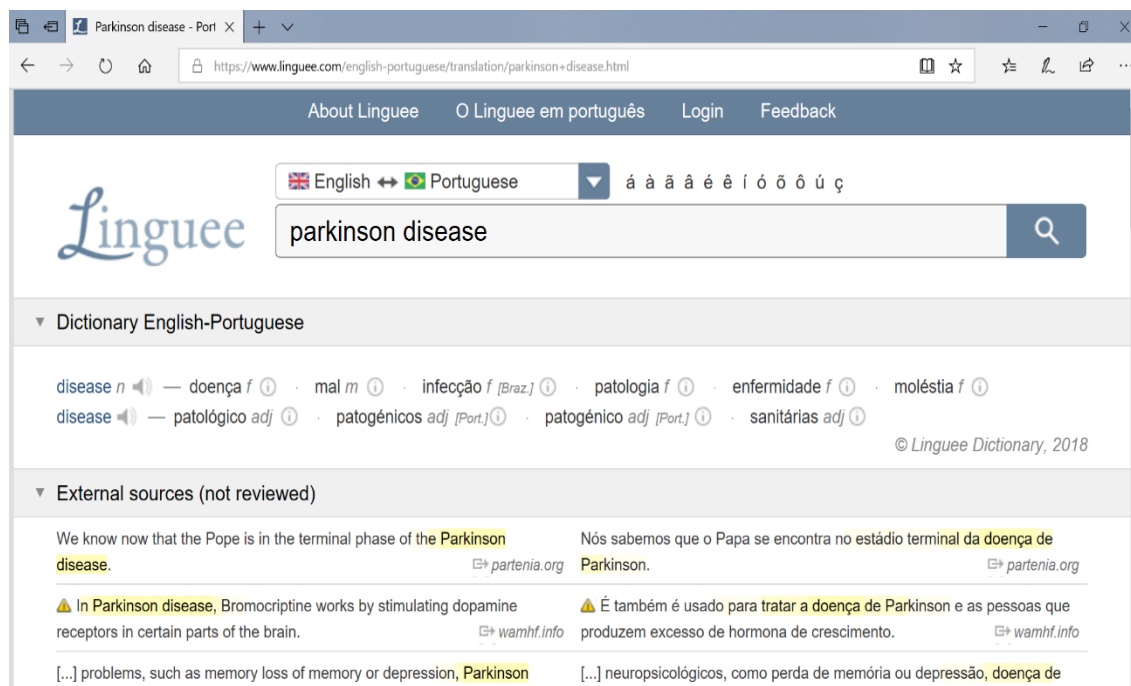 Parkinson disease - Port
https://www.linguee.com/english-portuguese/translation/parkinson+disease.html
About Linguee O Linguee em português Login Feedback
English ↔ Portuguese á à ã â é ê í ó õ ô ú ç
Linguee
parkinson disease
Dictionary English-Portuguese
disease n — doença f · mal m · infecção f [Braz.] · patologia f · enfermidade f · moléstia f
disease — patológico adj · patogénicos adj [Port.] · patogénico adj [Port.] · sanitárias adj
© Linguee Dictionary, 2018
External sources (not reviewed)
We know now that the Pope is in the terminal phase of the Parkinson
disease. partenia.org
Nós sabemos que o Papa se encontra no estádio terminal da doença de
Parkinson. partenia.org
In Parkinson disease, Bromocriptine works by stimulating dopamine
receptors in certain parts of the brain. wamhf.info
É também é usado para tratar a doença de Parkinson e as pessoas que
produzem excesso de hormona de crescimento. wamhf.info
[...] problems, such as memory loss of memory or depression, Parkinson
[...] neuropsicológicos, como perda de memória ou depressão, doença de